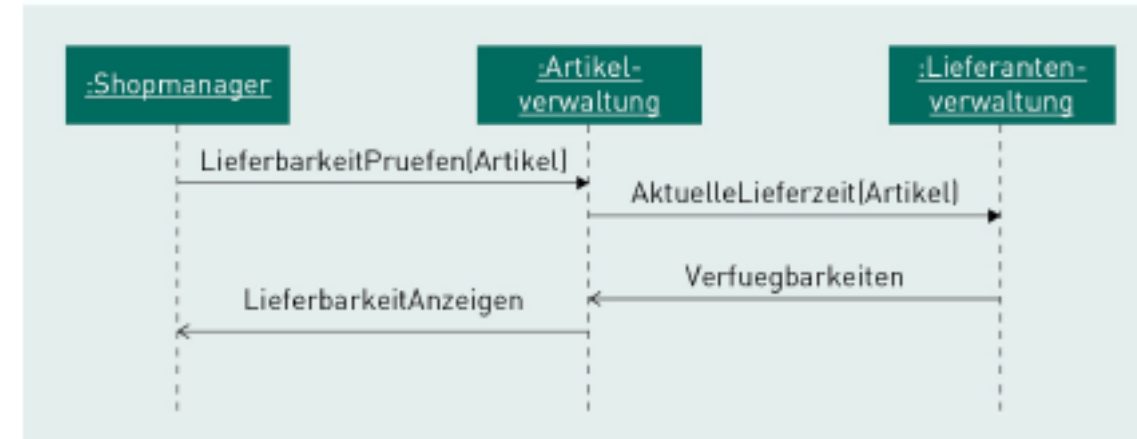 :Shopmanager
:Artikel-
verwaltung
:Lieferanten-
verwaltung
LieferbarkeitPruefen(Artikel)
AktuelleLieferzeit(Artikel)
Verfuegbarkeiten
LieferbarkeitAnzeigen